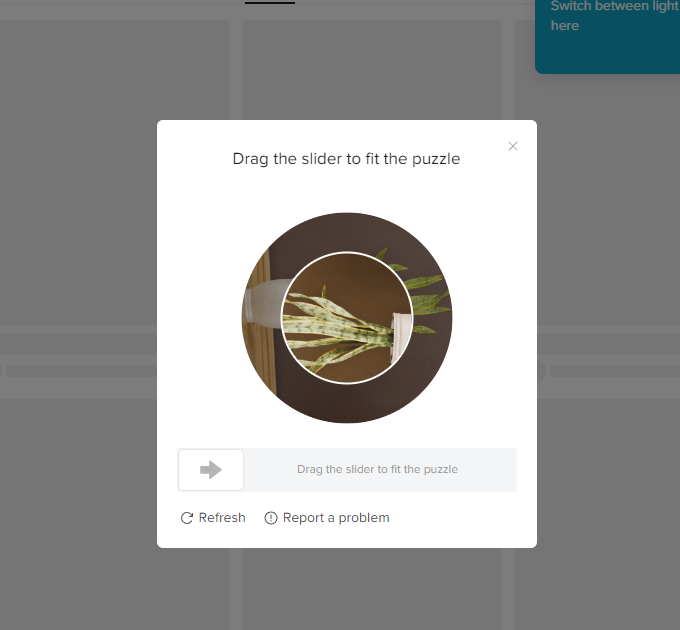 Switch between light
here
Drag the slider to fit the puzzle
Drag the slider to fit the puzzle
Refresh
Report a problem